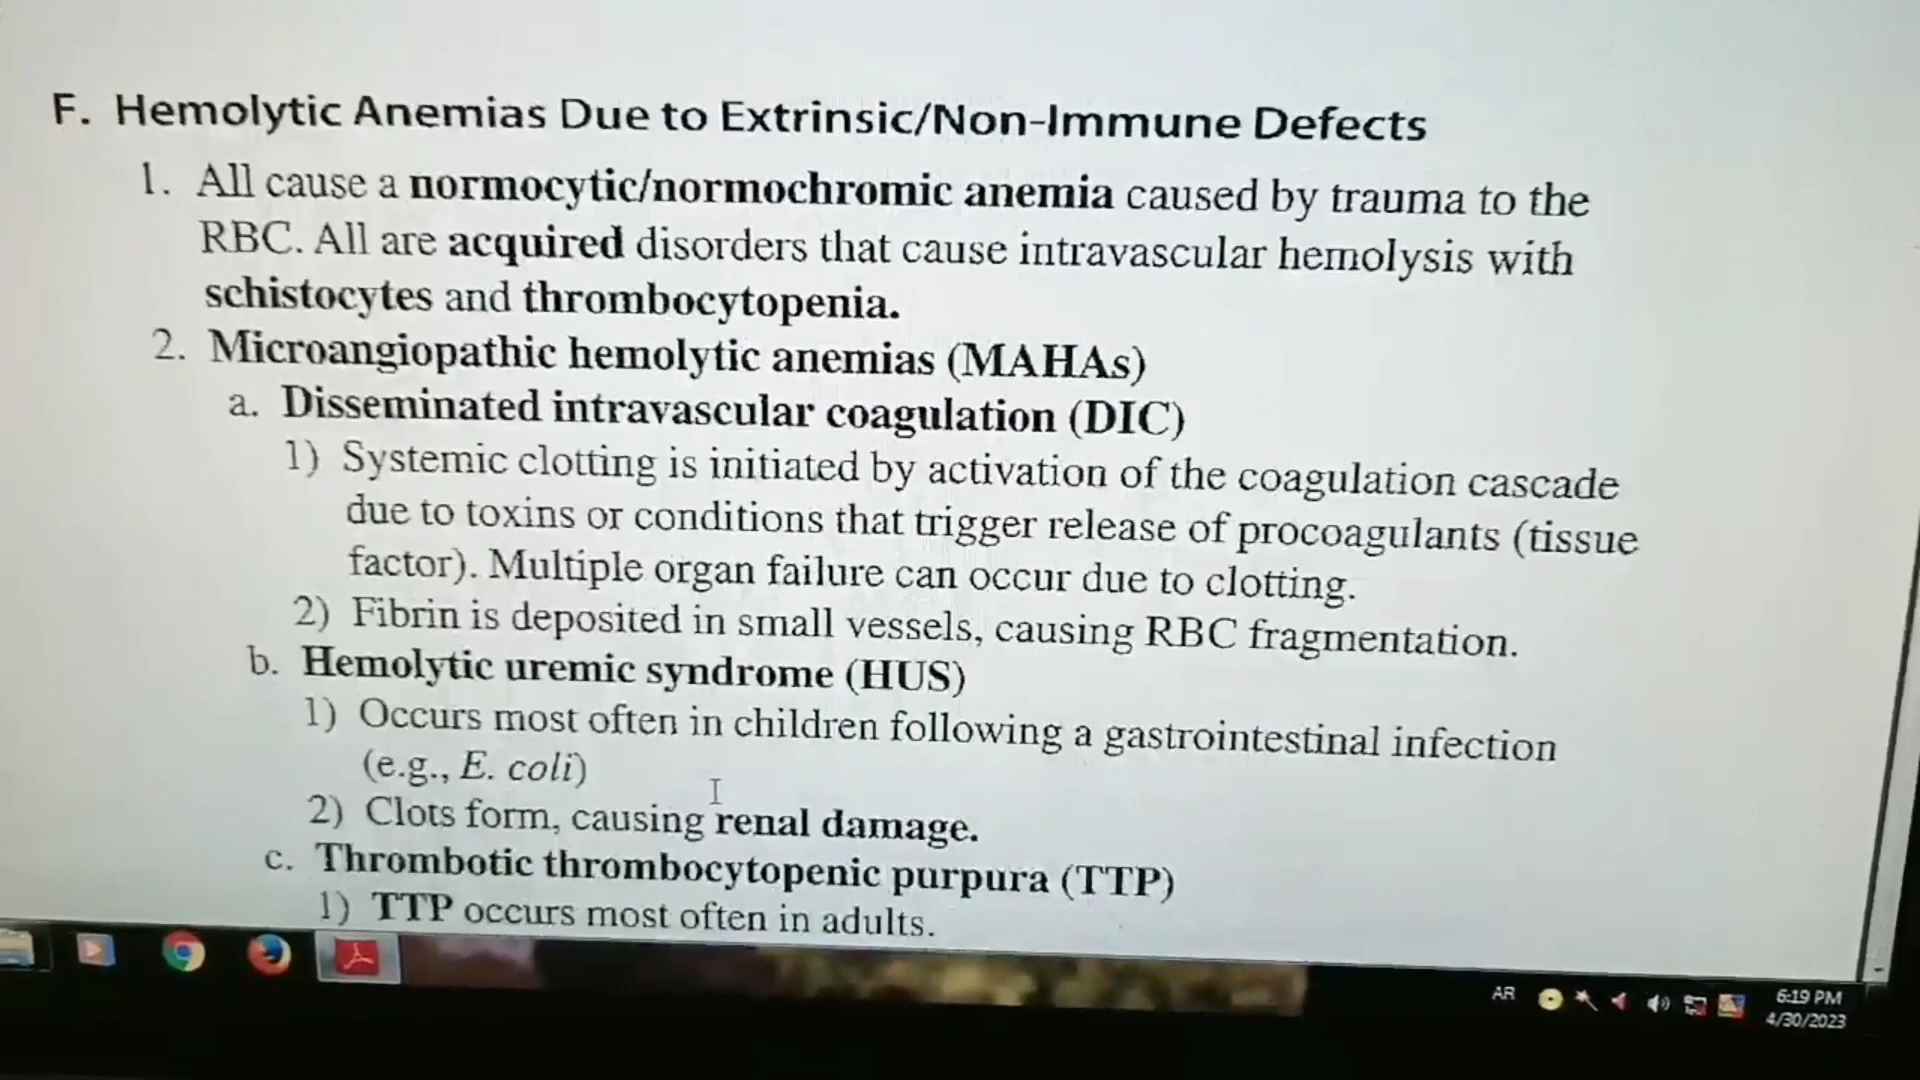 F. Hemolytic Anemias Due to Extrinsic/Non-Immune Defects
1. All cause a normocytic/normochromic anemia caused by trauma to the
RBC. All are acquired disorders that cause intravascular hemolysis with
schistocytes and thrombocytopenia.
2. Microangiopathic hemolytic anemias (MAHAs)
a. Disseminated intravascular coagulation (DIC)
1) Systemic clotting is initiated by activation of the coagulation cascade
due to toxins or conditions that trigger release of procoagulants (tissue
factor). Multiple organ failure can occur due to clotting.
2) Fibrin is deposited in small vessels, causing RBC fragmentation.
b. Hemolytic uremic syndrome (HUS)
1) Occurs most often in children following a gastrointestinal infection
(e.g., E. coli)
2) Clots form, causing renal damage.
c. Thrombotic thrombocytopenic purpura (TTP)
1) TTP occurs most often in adults.
AR
6:19 PM
4/30/2023